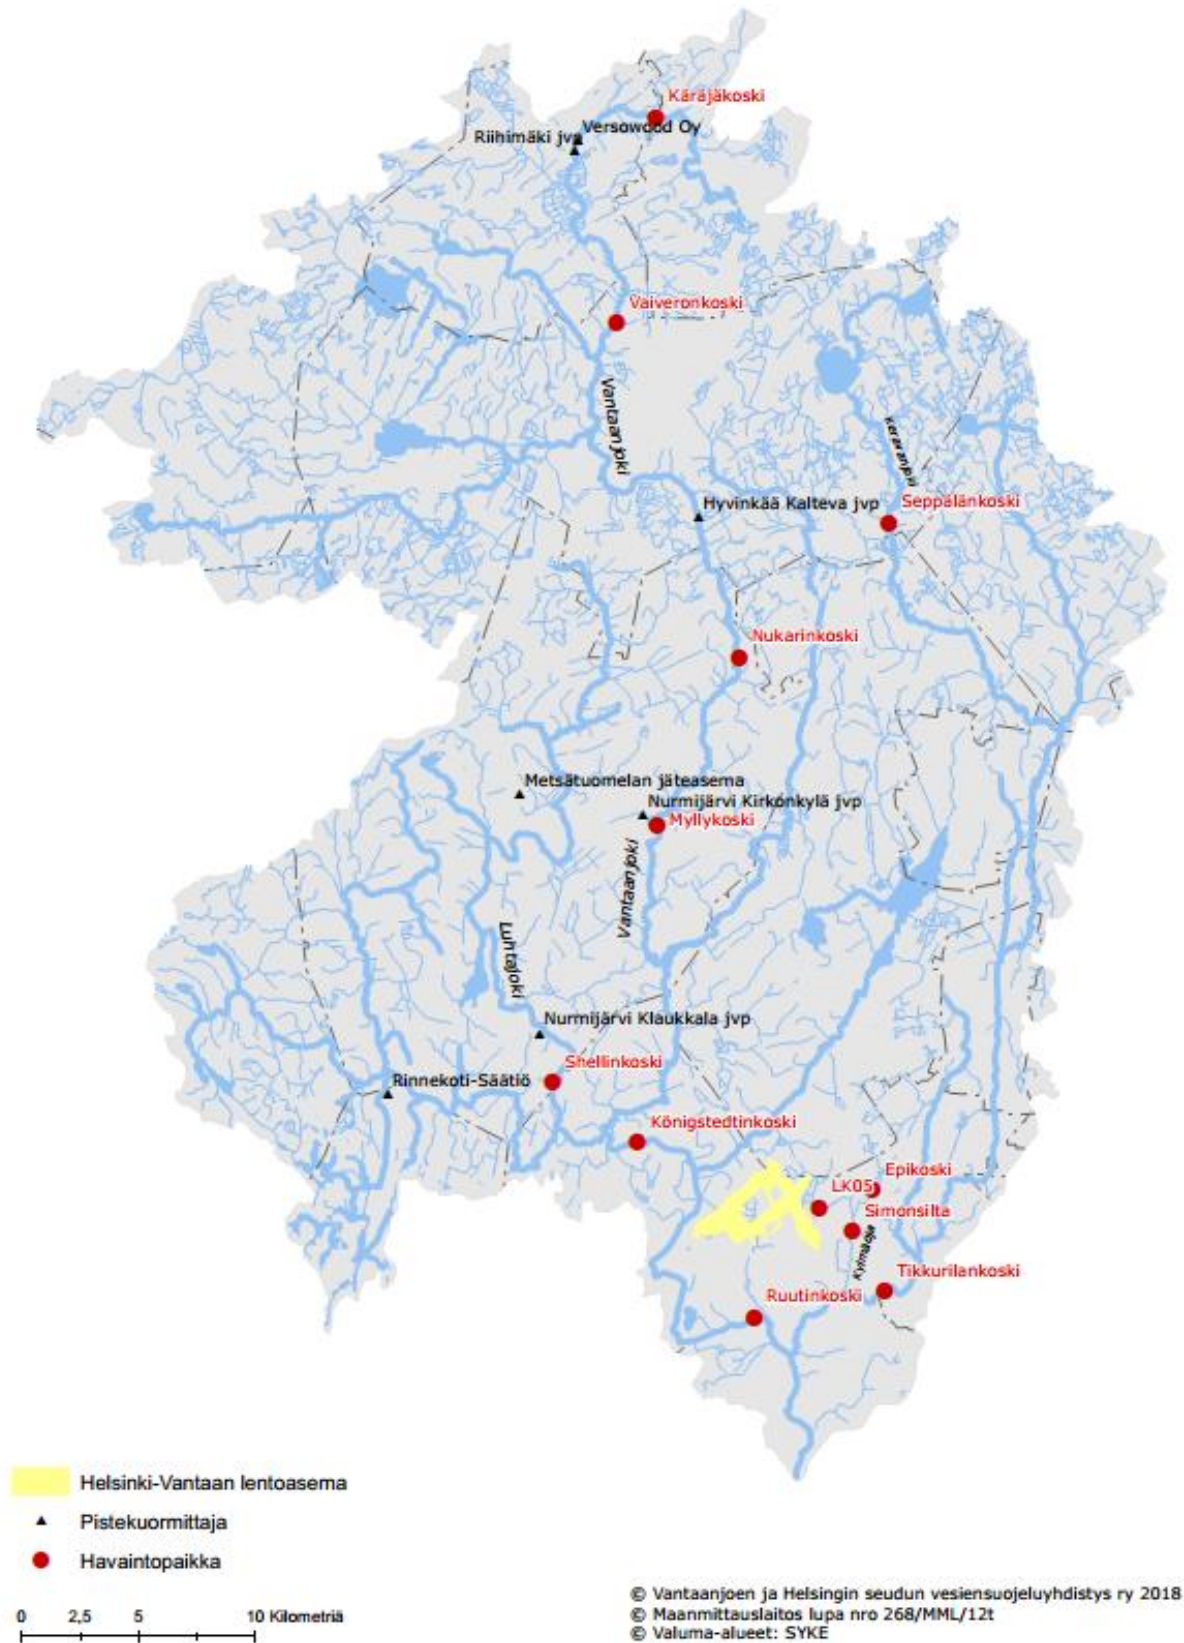 Käräjäkoski
Versowood Oy
Riihimäki jvp
Vaiveronkoski
Vantaanjoki
Keravanjoki
Hyvinkää Kalteva jvp
Seppälänkoski
Nukarinkoski
Metsätuomelan jäteasema
Nurmijärvi Kirkonkylä jvp
Myllykoski
Vantaanjoki
Luhtajoki
Nurmijärvi Klaukkala jvp
Shellinkoski
Rinnekoti-Säätiö
Königstedtinkoski
Epikoski
LK05
Simonsilta
Kylmäoja
Tikkurilankoski
Ruutinkoski
Helsinki-Vantaan lentoasema
Pistekuormittaja
Havaintopaikka
0 2,5 5 10 Kilometriä
© Vantaanjoen ja Helsingin seudun vesiensuojeluyhdistys ry 2018
© Maanmittauslaitos lupa nro 268/MML/12t
© Valuma-alueet: SYKE